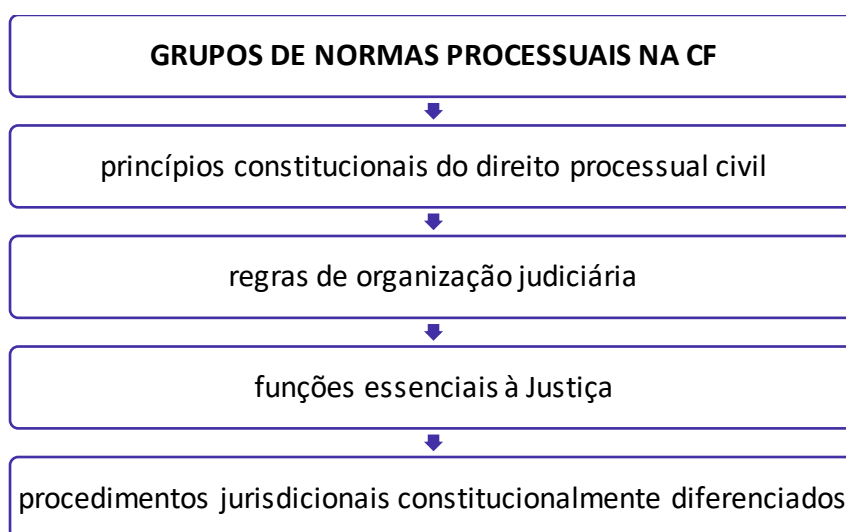 GRUPOS DE NORMAS PROCESSUAIS NA CF
princípios constitucionais do direito processual civil
regras de organização judiciária
funções essenciais à Justiça
procedimentos jurisdicionais constitucionalmente diferenciados